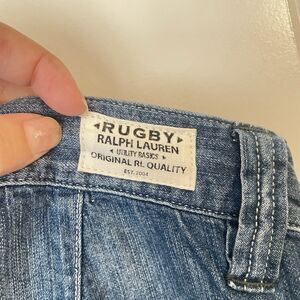 RUGBY
RALPH LAUREN
UTILITY BASICS
ORIGINAL RL QUALITY
EST. 2004